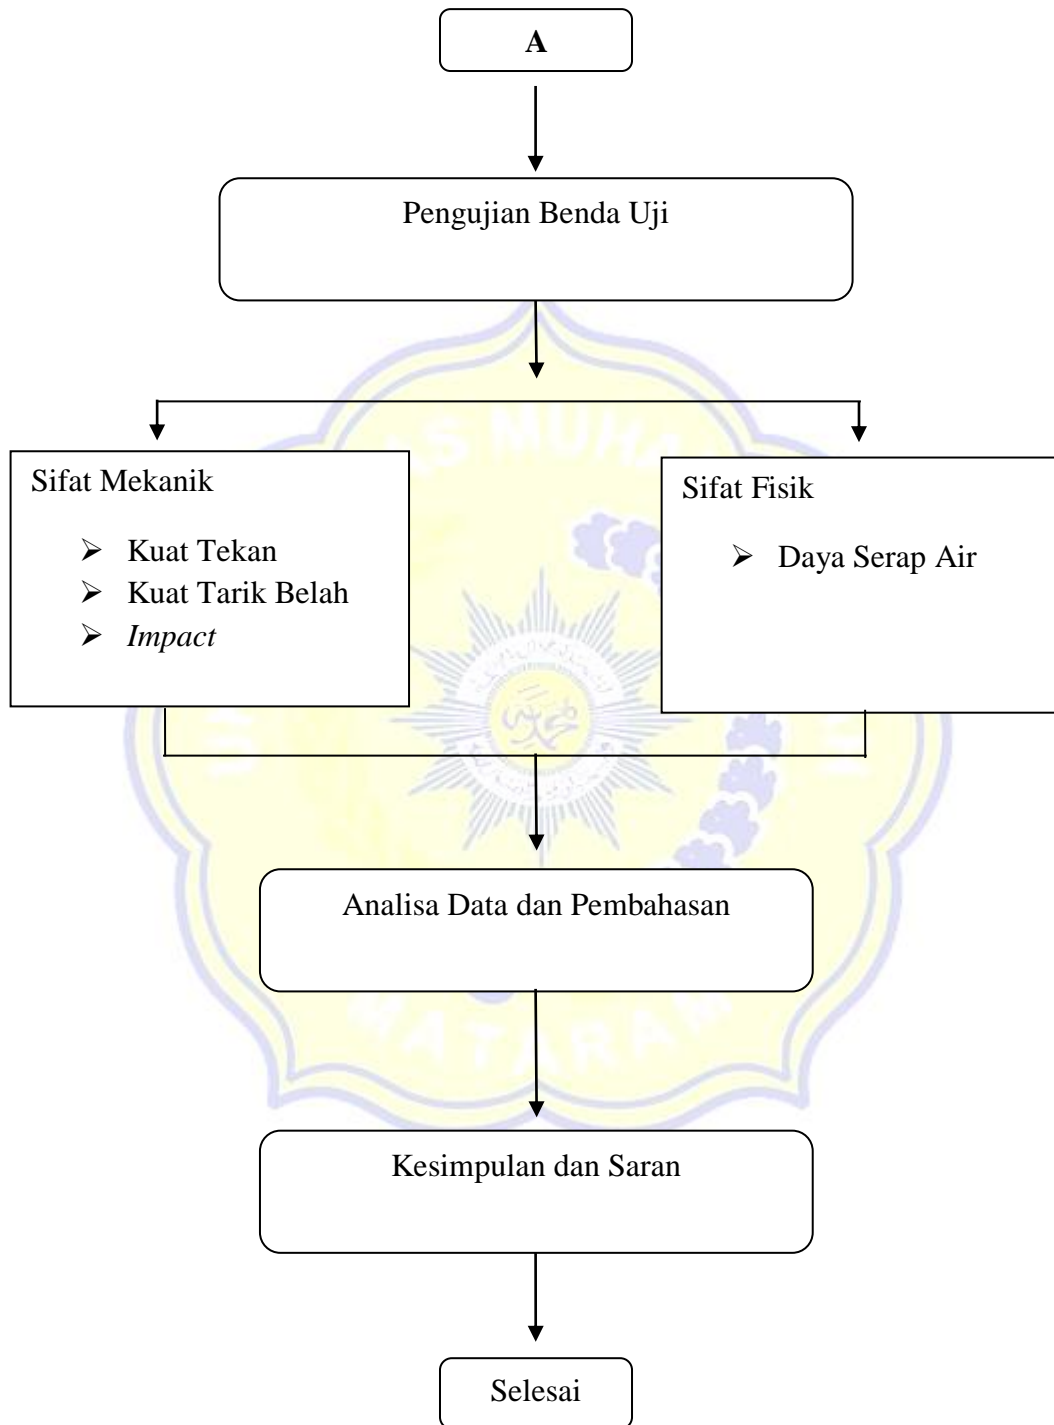 A
Pengujian Benda Uji
Sifat Mekanik
➢ Kuat Tekan
➢ Kuat Tarik Belah
➢ Impact
Sifat Fisik
➢ Daya Serap Air
Analisa Data dan Pembahasan
Kesimpulan dan Saran
Selesai
MATARAM